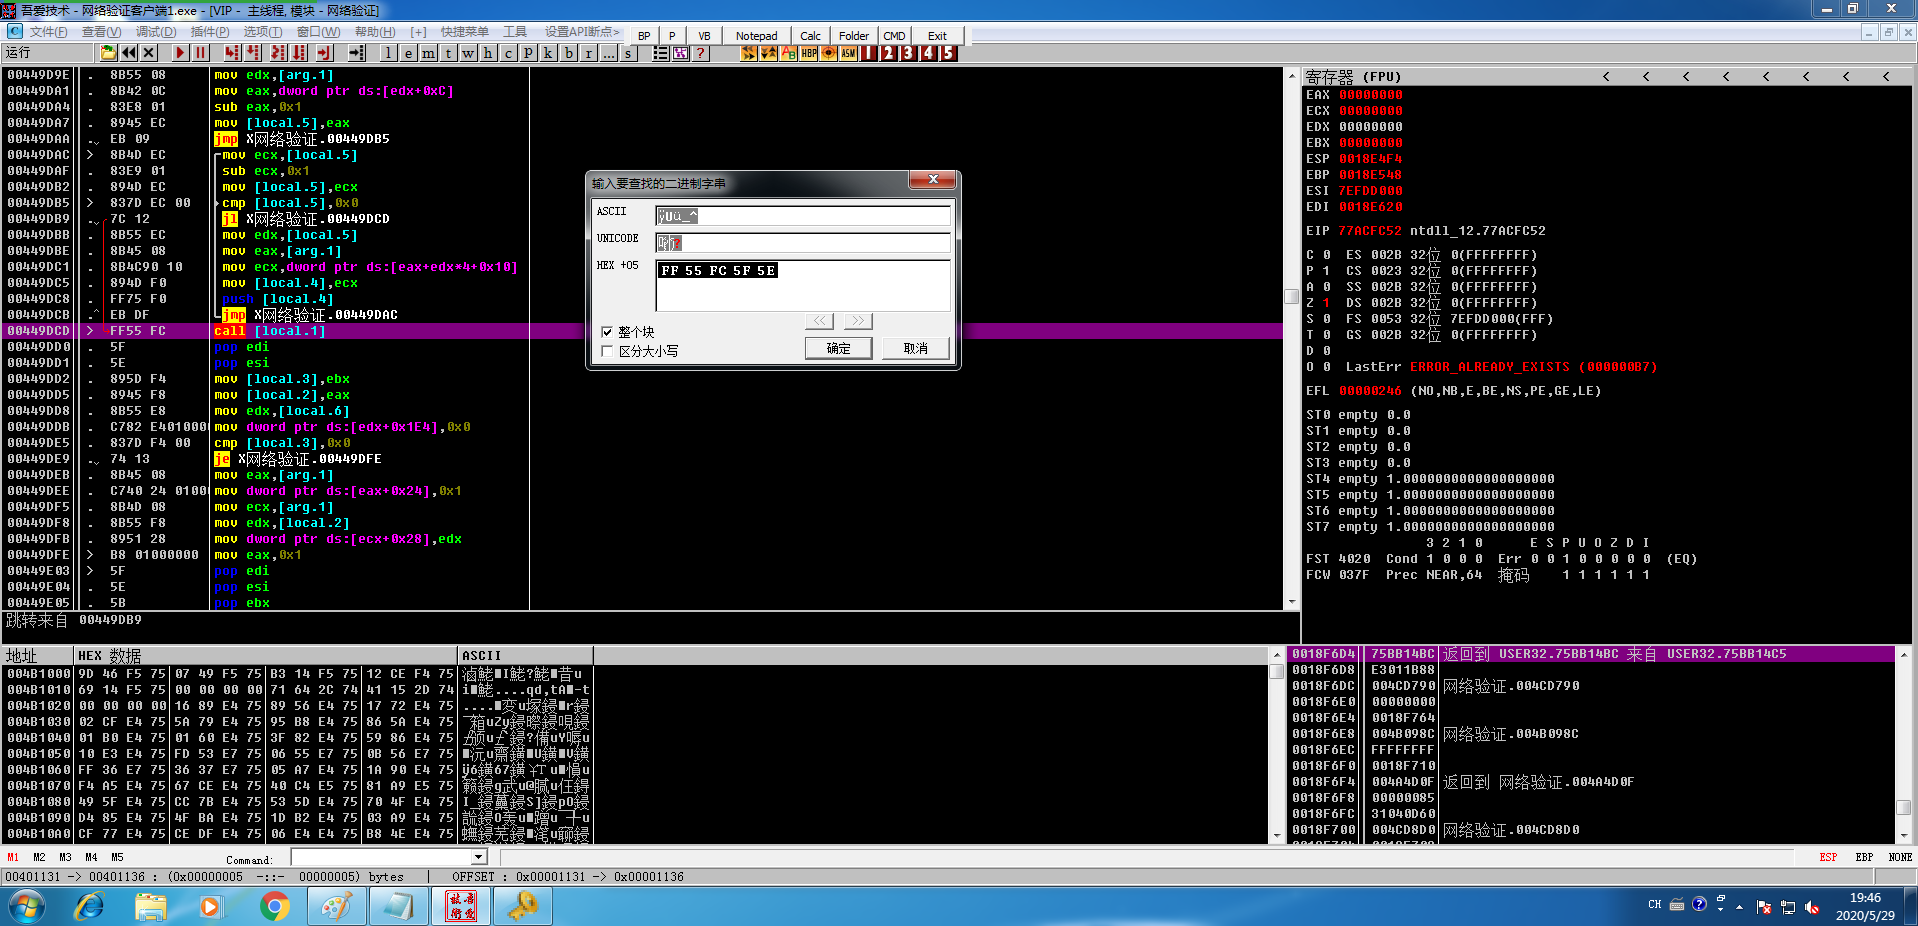 吾爱技术 - 网络验证客户端1.exe - [VIP - 主线程, 模块 - 网络验证]
文件(F) 查看(V) 调试(D) 插件(P) 选项(T) 窗口(W) 帮助(H) [+] 快捷菜单 工具 设置API断点> BP P VB Notepad Calc Folder CMD Exit
运行 l e m t w h c p k b r ... s ? HBP ASM 1 2 3 4 5
00449D9E . 8B55 08 mov edx,[arg.1]
00449DA1 . 8B42 0C mov eax,dword ptr ds:[edx+0xC]
00449DA4 . 83E8 01 sub eax,0x1
00449DA7 . 8945 EC mov [local.5],eax
00449DAA . EB 09 jmp X网络验证.00449DB5
00449DAC > 8B4D EC mov ecx,[local.5]
00449DAF . 83E9 01 sub ecx,0x1
00449DB2 . 894D EC mov [local.5],ecx
00449DB5 > 837D EC 00 cmp [local.5],0x0
00449DB9 . 7C 12 jl X网络验证.00449DCD
00449DBB . 8B55 EC mov edx,[local.5]
00449DBE . 8B45 08 mov eax,[arg.1]
00449DC1 . 8B4C90 10 mov ecx,dword ptr ds:[eax+edx*4+0x10]
00449DC5 . 894D F0 mov [local.4],ecx
00449DC8 . FF75 F0 push [local.4]
00449DCB .^ EB DF jmp X网络验证.00449DAC
00449DCD > FF55 FC call [local.1]
00449DD0 . 5F pop edi
00449DD1 . 5E pop esi
00449DD2 . 895D F4 mov [local.3],ebx
00449DD5 . 8945 F8 mov [local.2],eax
00449DD8 . 8B55 E8 mov edx,[local.6]
00449DDB . C782 E401000 mov dword ptr ds:[edx+0x1E4],0x0
00449DE5 . 837D F4 00 cmp [local.3],0x0
00449DE9 . 74 13 je X网络验证.00449DFE
00449DEB . 8B45 08 mov eax,[arg.1]
00449DEE . C740 24 0100 mov dword ptr ds:[eax+0x24],0x1
00449DF5 . 8B4D 08 mov ecx,[arg.1]
00449DF8 . 8B55 F8 mov edx,[local.2]
00449DFB . 8951 28 mov dword ptr ds:[ecx+0x28],edx
00449DFE > B8 01000000 mov eax,0x1
00449E03 > 5F pop edi
00449E04 . 5E pop esi
00449E05 . 5B pop ebx
跳转来自 00449DB9
输入要查找的二进制字串
ASCII ÿUü_^
UNICODE
HEX +05 FF 55 FC 5F 5E
<< >>
整个块
区分大小写
确定 取消
寄存器 (FPU) < < < < < < < <
EAX 00000000
ECX 00000000
EDX 00000000
EBX 00000000
ESP 0018E4F4
EBP 0018E548
ESI 7EFDD000
EDI 0018E620
EIP 77ACFC52 ntdll_12.77ACFC52
C 0 ES 002B 32位 0(FFFFFFFF)
P 1 CS 0023 32位 0(FFFFFFFF)
A 0 SS 002B 32位 0(FFFFFFFF)
Z 1 DS 002B 32位 0(FFFFFFFF)
S 0 FS 0053 32位 7EFDD000(FFF)
T 0 GS 002B 32位 0(FFFFFFFF)
D 0
O 0 LastErr ERROR_ALREADY_EXISTS (000000B7)
EFL 00000246 (NO,NB,E,BE,NS,PE,GE,LE)
ST0 empty 0.0
ST1 empty 0.0
ST2 empty 0.0
ST3 empty 0.0
ST4 empty 1.0000000000000000000
ST5 empty 1.0000000000000000000
ST6 empty 1.0000000000000000000
ST7 empty 1.0000000000000000000
3 2 1 0 E S P U O Z D I
FST 4020 Cond 1 0 0 0 Err 0 0 1 0 0 0 0 0 (EQ)
FCW 037F Prec NEAR,64 掩码 1 1 1 1 1 1
地址 HEX 数据 ASCII
004B1000 9D 46 F5 75 07 49 F5 75 B3 14 F5 75 12 CE F4 75
004B1010 69 14 F5 75 00 00 00 00 71 64 2C 74 41 15 2D 74
004B1020 00 00 00 00 16 89 E4 75 89 56 E4 75 17 72 E4 75
004B1030 02 CF E4 75 5A 79 E4 75 95 B8 E4 75 86 5A E4 75
004B1040 01 B0 E4 75 01 60 E4 75 3F 82 E4 75 59 86 E4 75
004B1050 10 E3 E4 75 FD 53 E7 75 06 55 E7 75 0B 56 E7 75
004B1060 FF 36 E7 75 36 37 E7 75 05 A7 E4 75 1A 90 E4 75
004B1070 F4 A5 E4 75 67 CE E4 75 40 C4 E5 75 81 A9 E5 75
004B1080 49 5F E4 75 CC 7B E4 75 53 5D E4 75 70 4F E4 75
004B1090 D4 85 E4 75 4F BA E4 75 1D B2 E4 75 03 A9 E4 75
004B10A0 CF 77 E4 75 CE DF E4 75 06 E4 E4 75 B8 4E E4 75
0018F6D4 75BB14BC 返回到 USER32.75BB14BC 来自 USER32.75BB14C5
0018F6D8 E3011B88
0018F6DC 004CD790 网络验证.004CD790
0018F6E0 00000000
0018F6E4 0018F764
0018F6E8 004B098C 网络验证.004B098C
0018F6EC FFFFFFFF
0018F6F0 0018F710
0018F6F4 004A4D0F 返回到 网络验证.004A4D0F
0018F6F8 00000085
0018F6FC 31040D60
0018F700 004CD8D0 网络验证.004CD8D0
M1 M2 M3 M4 M5 Command: ESP EBP NONE
00401131 -> 00401136 : (0x00000005 -::- 00000005) bytes | OFFSET : 0x00001131 -> 0x00001136
CH 19:46
2020/5/29